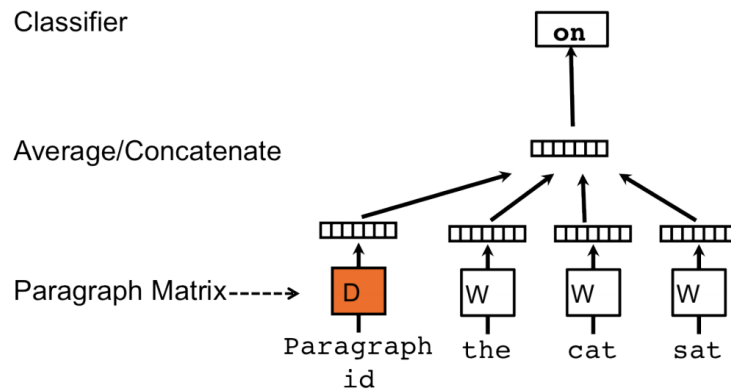 Classifier
on
Average/Concatenate
Paragraph Matrix
D
W
W
W
Paragraph
id
the
cat
sat